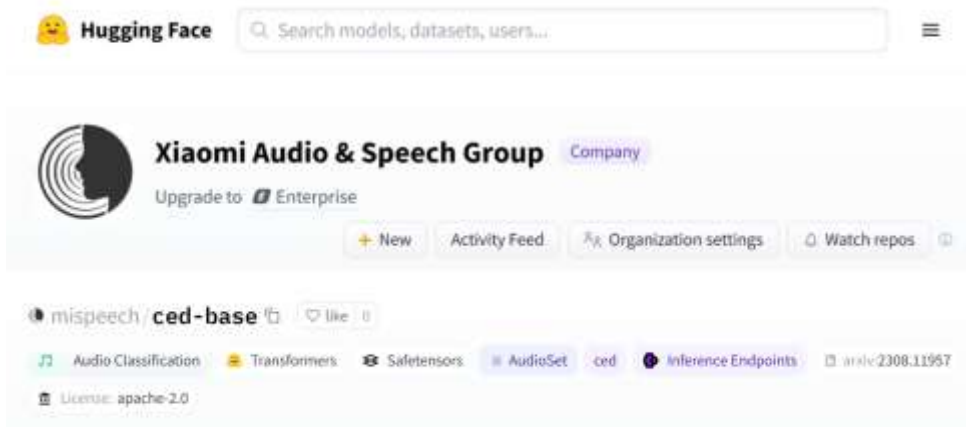 Hugging Face Search models, datasets, users...
Xiaomi Audio & Speech Group Company
Upgrade to Enterprise
+ New Activity Feed Organization settings Watch repos
mispeech/ced-base like 0
Audio Classification Transformers Safetensors AudioSet ced Inference Endpoints arxiv:2308.11957
License: apache-2.0